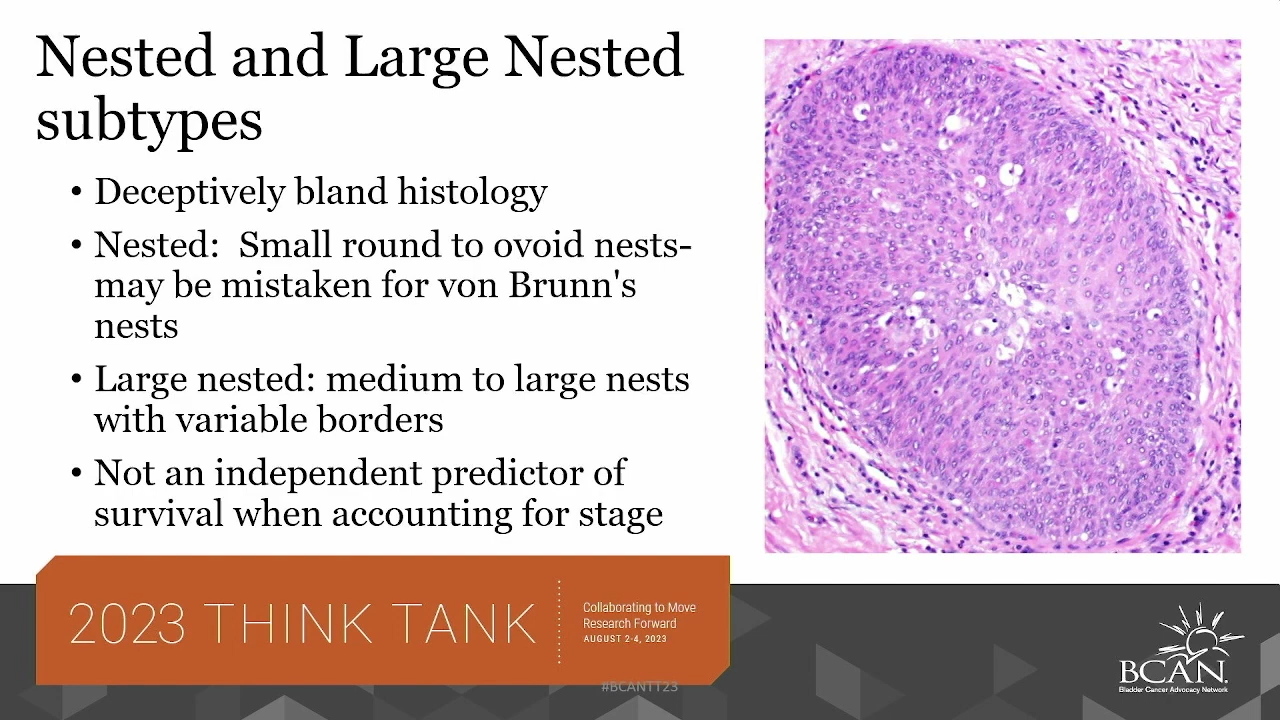 Nested and Large Nested
subtypes
• Deceptively bland histology
• Nested:  Small round to ovoid nests-
may be mistaken for von Brunn's
nests
• Large nested: medium to large nests
with variable borders
• Not an independent predictor of
survival when accounting for stage
2023 THINK TANK
Collaborating to Move
Research Forward
AUGUST 2-4, 2023
#BCANTT23
BCAN.
Bladder Cancer Advocacy Network